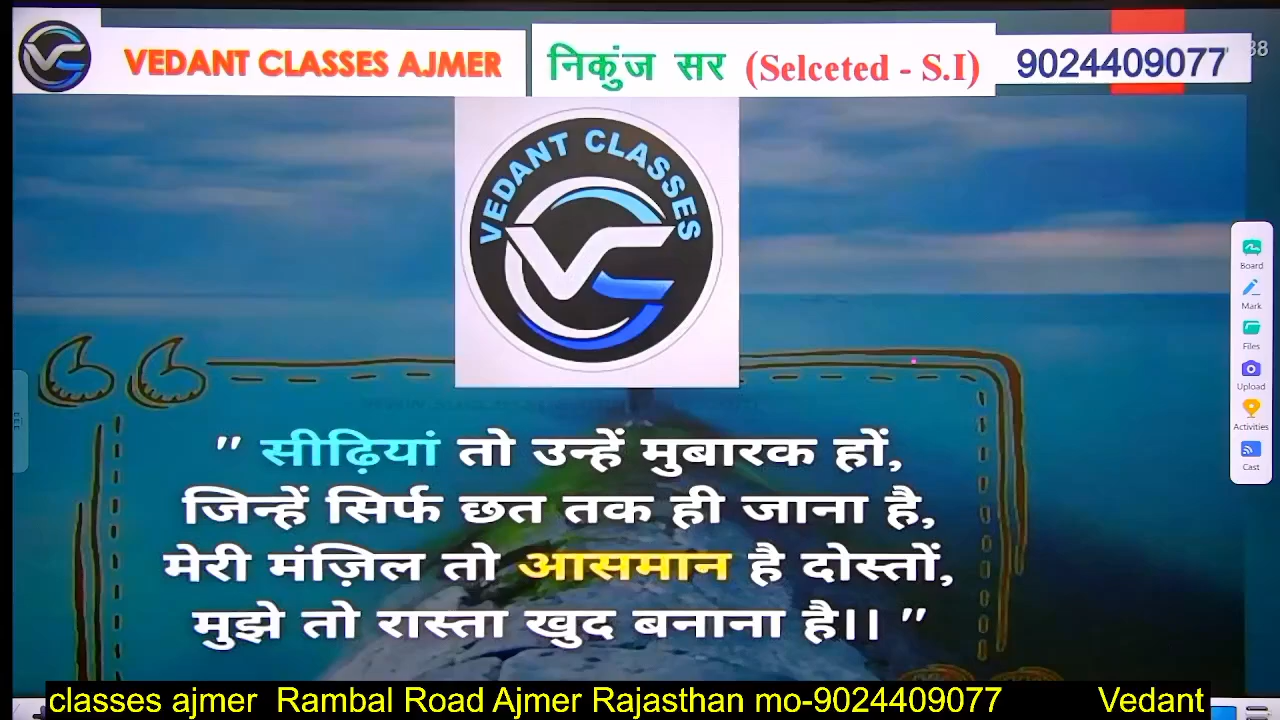 VEDANT CLASSES AJMER
निकुंज सर (Selceted - S.I)
9024409077
38
VEDANT CLASSES
Board
Mark
Files
Upload
Activities
Cast
" सीढ़ियां तो उन्हें मुबारक हों,
जिन्हें सिर्फ छत तक ही जाना है,
मेरी मंज़िल तो आसमान है दोस्तों,
मुझे तो रास्ता खुद बनाना है।। "
classes ajmer Rambal Road Ajmer Rajasthan mo-9024409077 Vedant